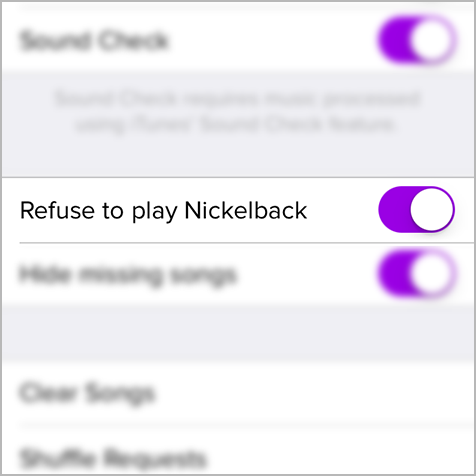 Sound Check
Sound Check requires music processed
using iTunes' Sound Check feature.
Refuse to play Nickelback
Hide missing songs
Clear Songs
Shuffle Requests